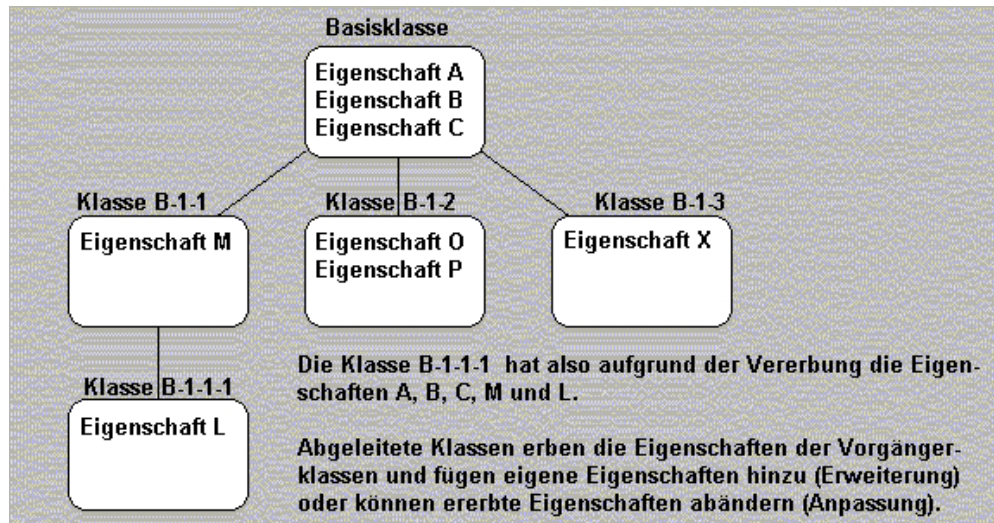 Basisklasse
Eigenschaft A
Eigenschaft B
Eigenschaft C
Klasse B-1-1
Klasse B-1-2
Klasse B-1-3
Eigenschaft M
Eigenschaft O
Eigenschaft P
Eigenschaft X
Klasse B-1-1-1
Eigenschaft L
Die Klasse B-1-1-1 hat also aufgrund der Vererbung die Eigen-
schaften A, B, C, M und L.
Abgeleitete Klassen erben die Eigenschaften der Vorgänger-
klassen und fügen eigene Eigenschaften hinzu (Erweiterung)
oder können ererbte Eigenschaften abändern (Anpassung).